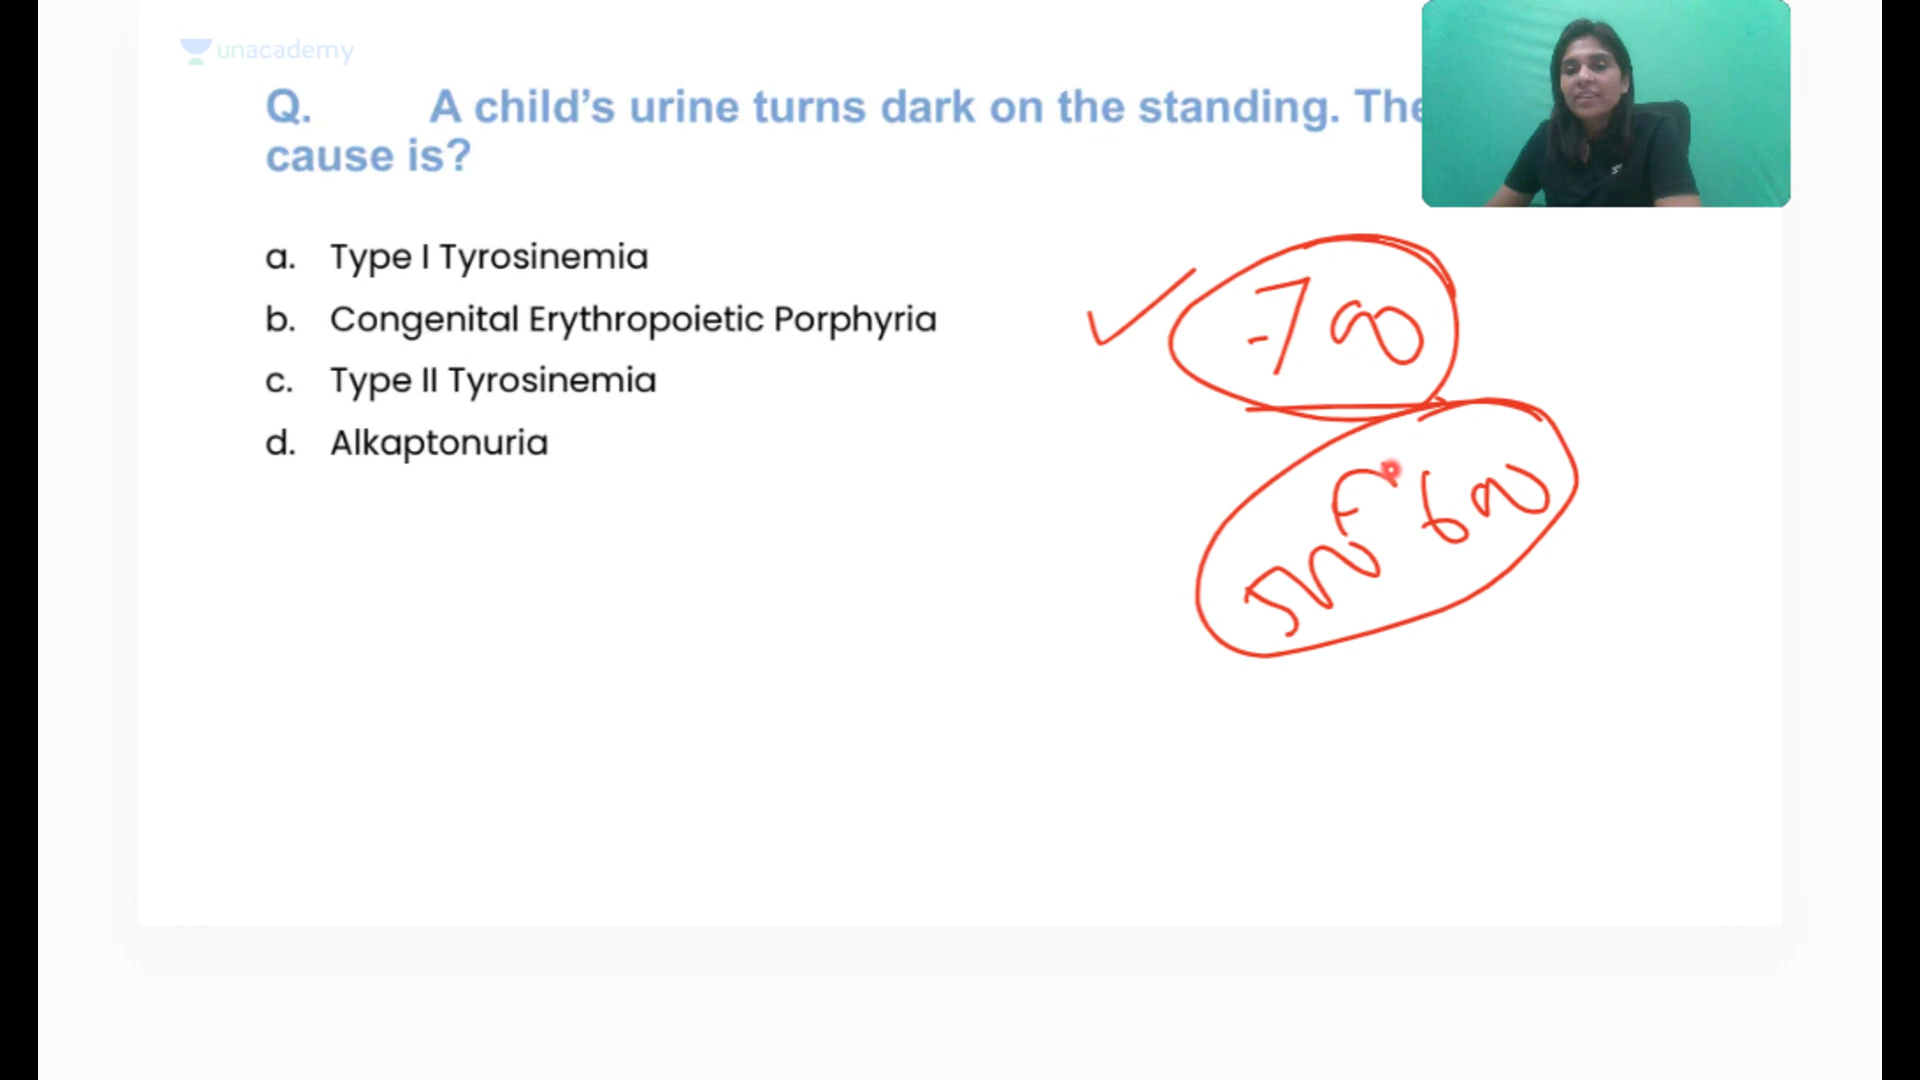 unacademy
Q. A child's urine turns dark on the standing. The
cause is?
a. Type I Tyrosinemia
b. Congenital Erythropoietic Porphyria
c. Type II Tyrosinemia
d. Alkaptonuria